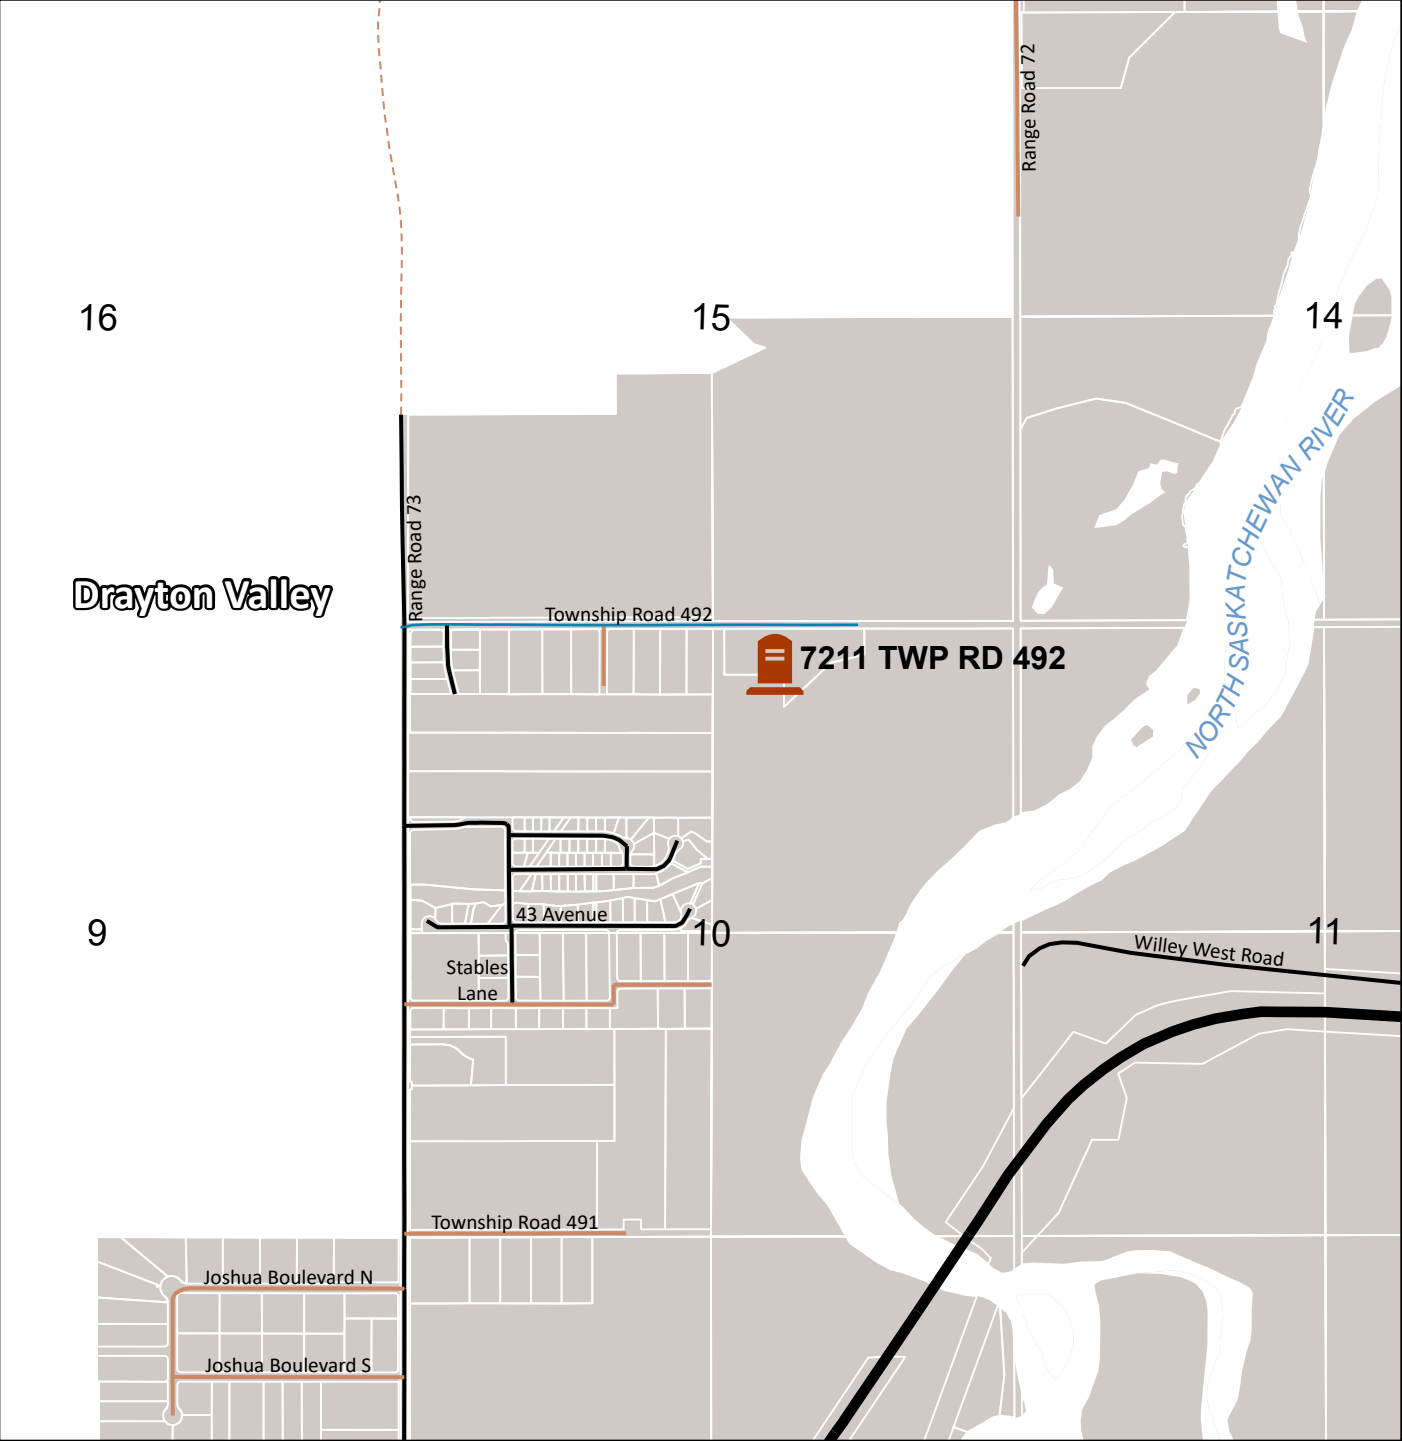 Range Road 72
16
15
14
NORTH SASKATCHEWAN RIVER
Range Road 73
Drayton Valley
Township Road 492
7211 TWP RD 492
43 Avenue
9
10
11
Willey West Road
Stables
Lane
Township Road 491
Joshua Boulevard N
Joshua Boulevard S